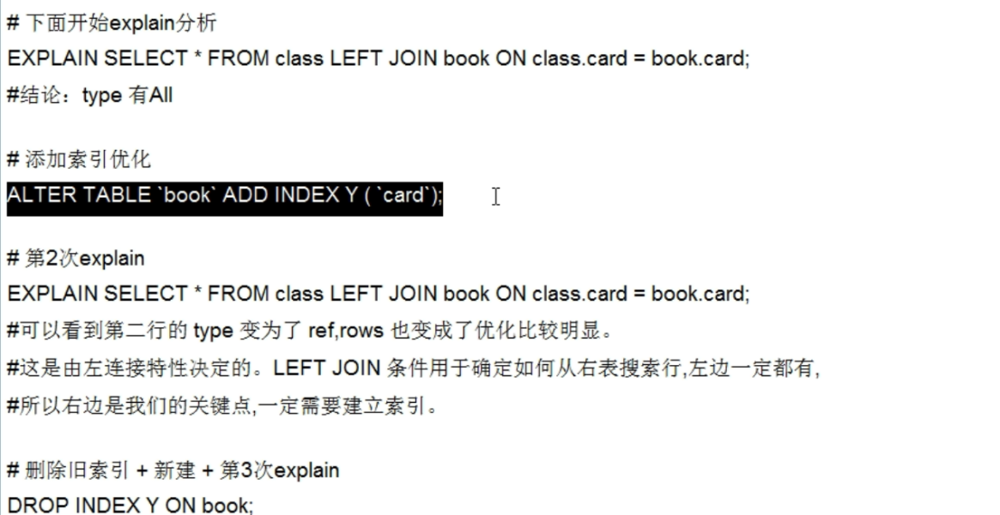 # 下面开始explain分析
EXPLAIN SELECT * FROM class LEFT JOIN book ON class.card = book.card;
#结论：type 有All
# 添加索引优化
ALTER TABLE `book` ADD INDEX Y ( `card`);
# 第2次explain
EXPLAIN SELECT * FROM class LEFT JOIN book ON class.card = book.card;
#可以看到第二行的 type 变为了 ref,rows 也变成了优化比较明显。
#这是由左连接特性决定的。LEFT JOIN 条件用于确定如何从右表搜索行,左边一定都有,
#所以右边是我们的关键点,一定需要建立索引。
# 删除旧索引 + 新建 + 第3次explain
DROP INDEX Y ON book;